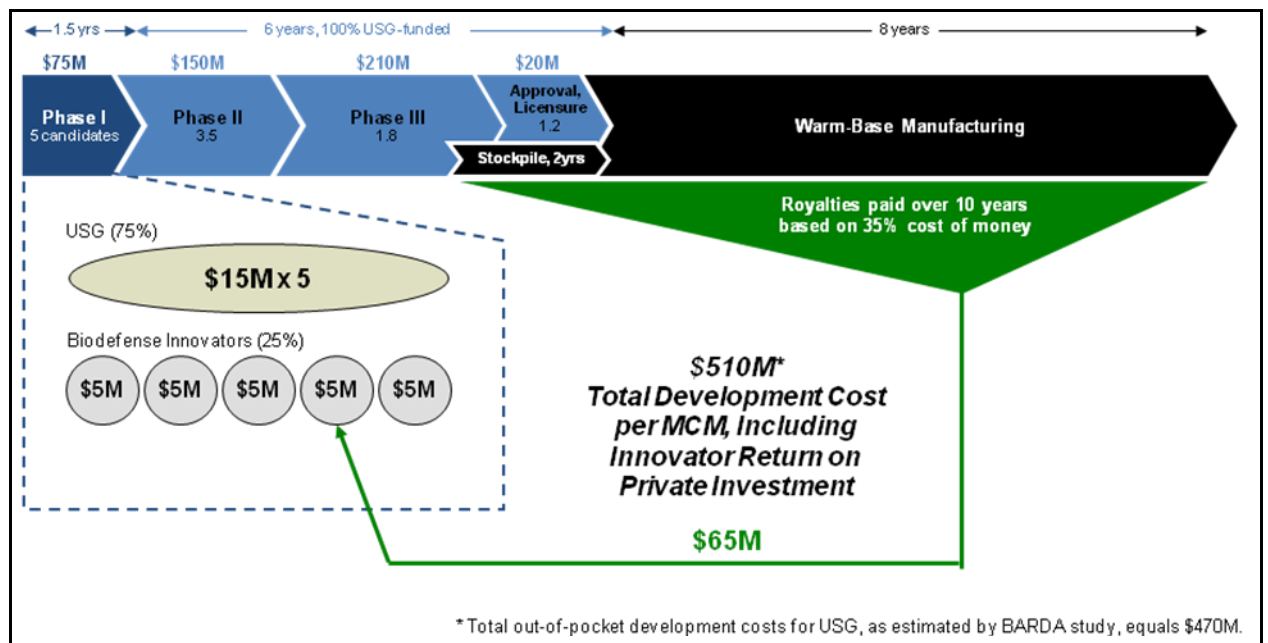 1.5 yrs
6 years, 100% USG-funded
8 years
$75M
$150M
$210M
$20M
Phase I
5 candidates
Phase II
3.5
Phase III
1.8
Approval,
Licensure
1.2
Stockpile, 2yrs
Warm-Base Manufacturing
Royalties paid over 10 years
based on 35% cost of money
USG (75%)
$15M x 5
Biodefense Innovators (25%)
$5M
$5M
$5M
$5M
$5M
$510M*
Total Development Cost
per MCM, Including
Innovator Return on
Private Investment
$65M
* Total out-of-pocket development costs for USG, as estimated by BARDA study, equals $470M.